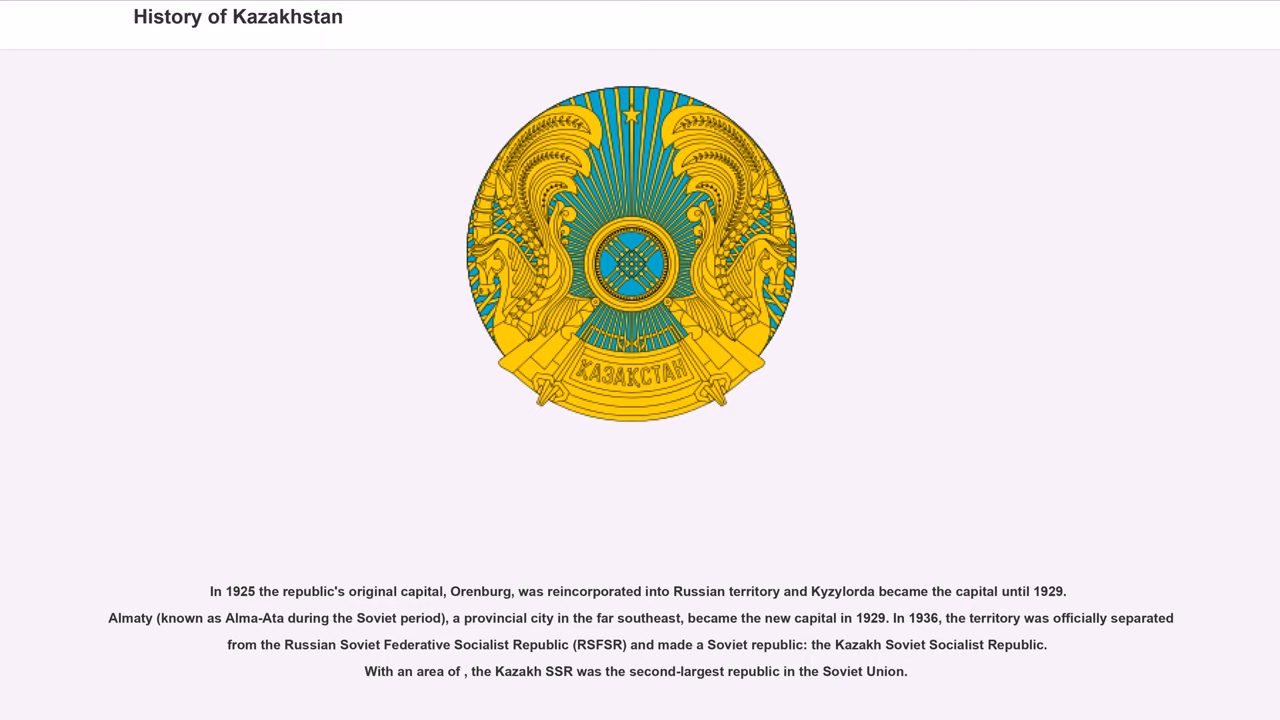 History of Kazakhstan
ҚАЗАҚСТАН
In 1925 the republic's original capital, Orenburg, was reincorporated into Russian territory and Kyzylorda became the capital until 1929.
Almaty (known as Alma-Ata during the Soviet period), a provincial city in the far southeast, became the new capital in 1929. In 1936, the territory was officially separated
from the Russian Soviet Federative Socialist Republic (RSFSR) and made a Soviet republic: the Kazakh Soviet Socialist Republic.
With an area of , the Kazakh SSR was the second-largest republic in the Soviet Union.